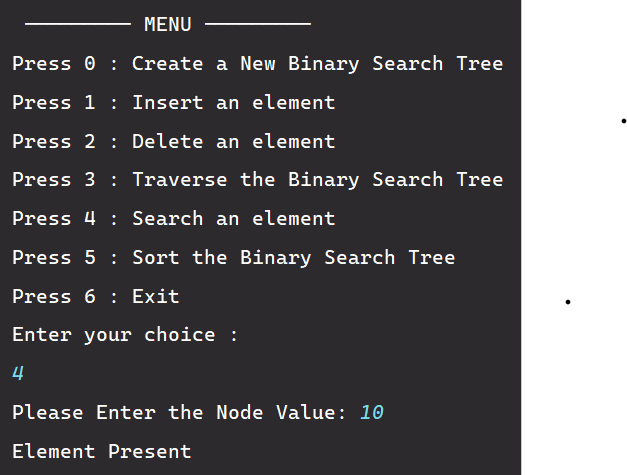 ────────── MENU ──────────
Press 0 : Create a New Binary Search Tree
Press 1 : Insert an element
Press 2 : Delete an element
Press 3 : Traverse the Binary Search Tree
Press 4 : Search an element
Press 5 : Sort the Binary Search Tree
Press 6 : Exit
Enter your choice :
4
Please Enter the Node Value: 10
Element Present